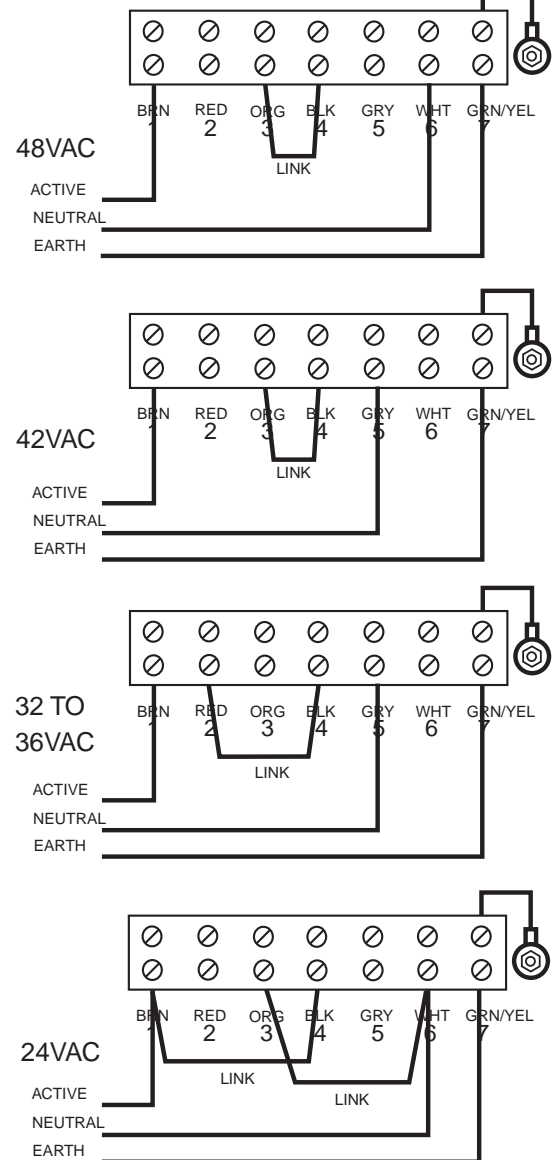 BRN RED ORG BLK GRY WHT GRN/YEL
1 2 3 4 5 6 7
48VAC
LINK
ACTIVE
NEUTRAL
EARTH
BRN RED ORG BLK GRY WHT GRN/YEL
1 2 3 4 5 6 7
42VAC
LINK
ACTIVE
NEUTRAL
EARTH
BRN RED ORG BLK GRY WHT GRN/YEL
1 2 3 4 5 6 7
32 TO
36VAC
LINK
ACTIVE
NEUTRAL
EARTH
BRN RED ORG BLK GRY WHT GRN/YEL
1 2 3 4 5 6 7
24VAC
LINK
LINK
ACTIVE
NEUTRAL
EARTH